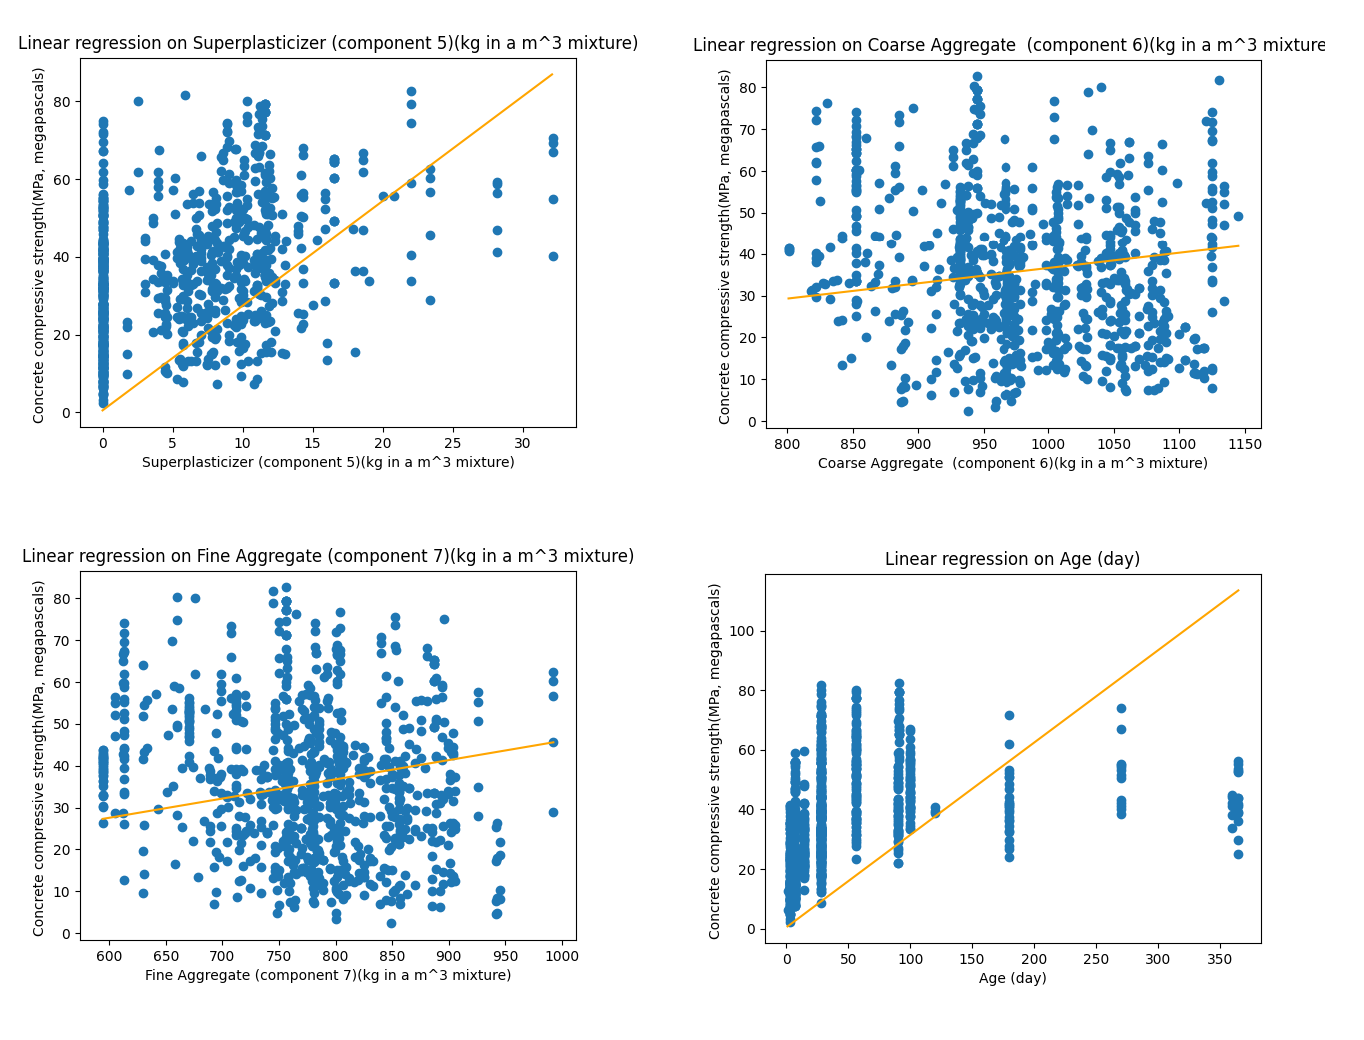 Linear regression on Superplasticizer (component 5)(kg in a m^3 mixture)
Concrete compressive strength(MPa, megapascals)
80
60
40
20
0
0 5 10 15 20 25 30
Superplasticizer (component 5)(kg in a m^3 mixture)
Linear regression on Coarse Aggregate  (component 6)(kg in a m^3 mixture
Concrete compressive strength(MPa, megapascals)
80
70
60
50
40
30
20
10
0
800 850 900 950 1000 1050 1100 1150
Coarse Aggregate  (component 6)(kg in a m^3 mixture)
Linear regression on Fine Aggregate (component 7)(kg in a m^3 mixture)
Concrete compressive strength(MPa, megapascals)
80
70
60
50
40
30
20
10
0
600 650 700 750 800 850 900 950 1000
Fine Aggregate (component 7)(kg in a m^3 mixture)
Linear regression on Age (day)
Concrete compressive strength(MPa, megapascals)
100
80
60
40
20
0
0 50 100 150 200 250 300 350
Age (day)